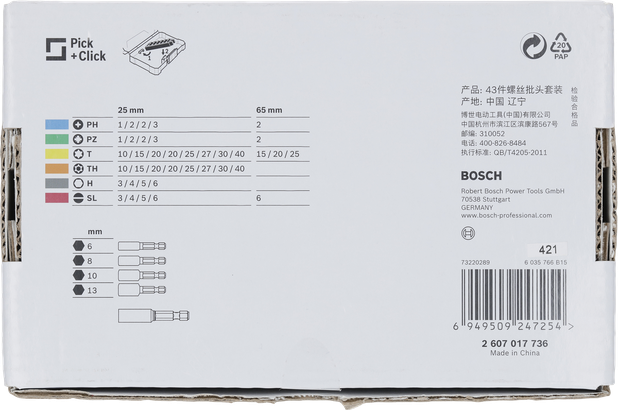 Pick
+Click
1
2
20
PAP
25 mm 65 mm
PH 1/2/2/3 2
PZ 1/2/2/3 2
T 10/15/20/20/25/27/30/40 15/20/25
TH 10/15/20/20/25/27/30/40
H 3/4/5/6
SL 3/4/5/6 6
mm
6
8
10
13
产品: 43件螺丝批头套装
产地: 中国 辽宁
检验合格品
博世电动工具(中国)有限公司
中国杭州市滨江区滨康路567号
邮编: 310052
电话: 400-826-8484
执行标准: QB/T4205-2011
BOSCH
Robert Bosch Power Tools GmbH
70538 Stuttgart
GERMANY
www.bosch-professional.com
421
73220289 6 035 766 B15
6 949509 247254 >
2 607 017 736
Made in China